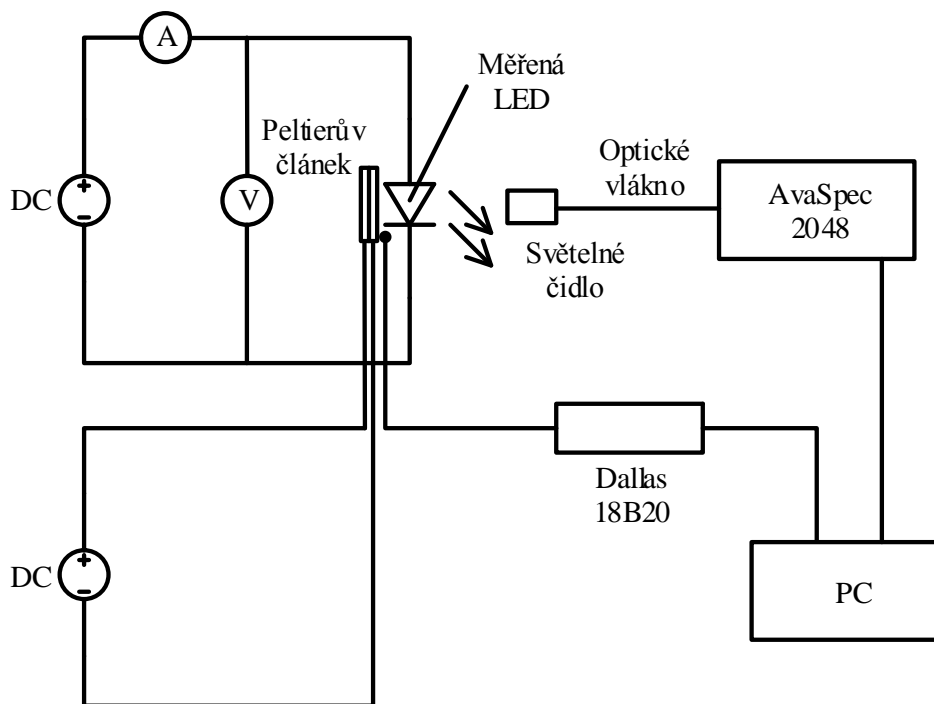 A
Měřená
LED
Peltierův
článek
Optické
vlákno
DC
V
AvaSpec
2048
Světelné
čidlo
Dallas
18B20
DC
PC